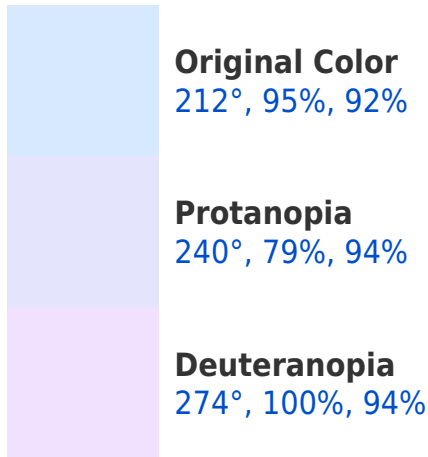 Original Color
212°, 95%, 92%
Protanopia
240°, 79%, 94%
Deuteranopia
274°, 100%, 94%